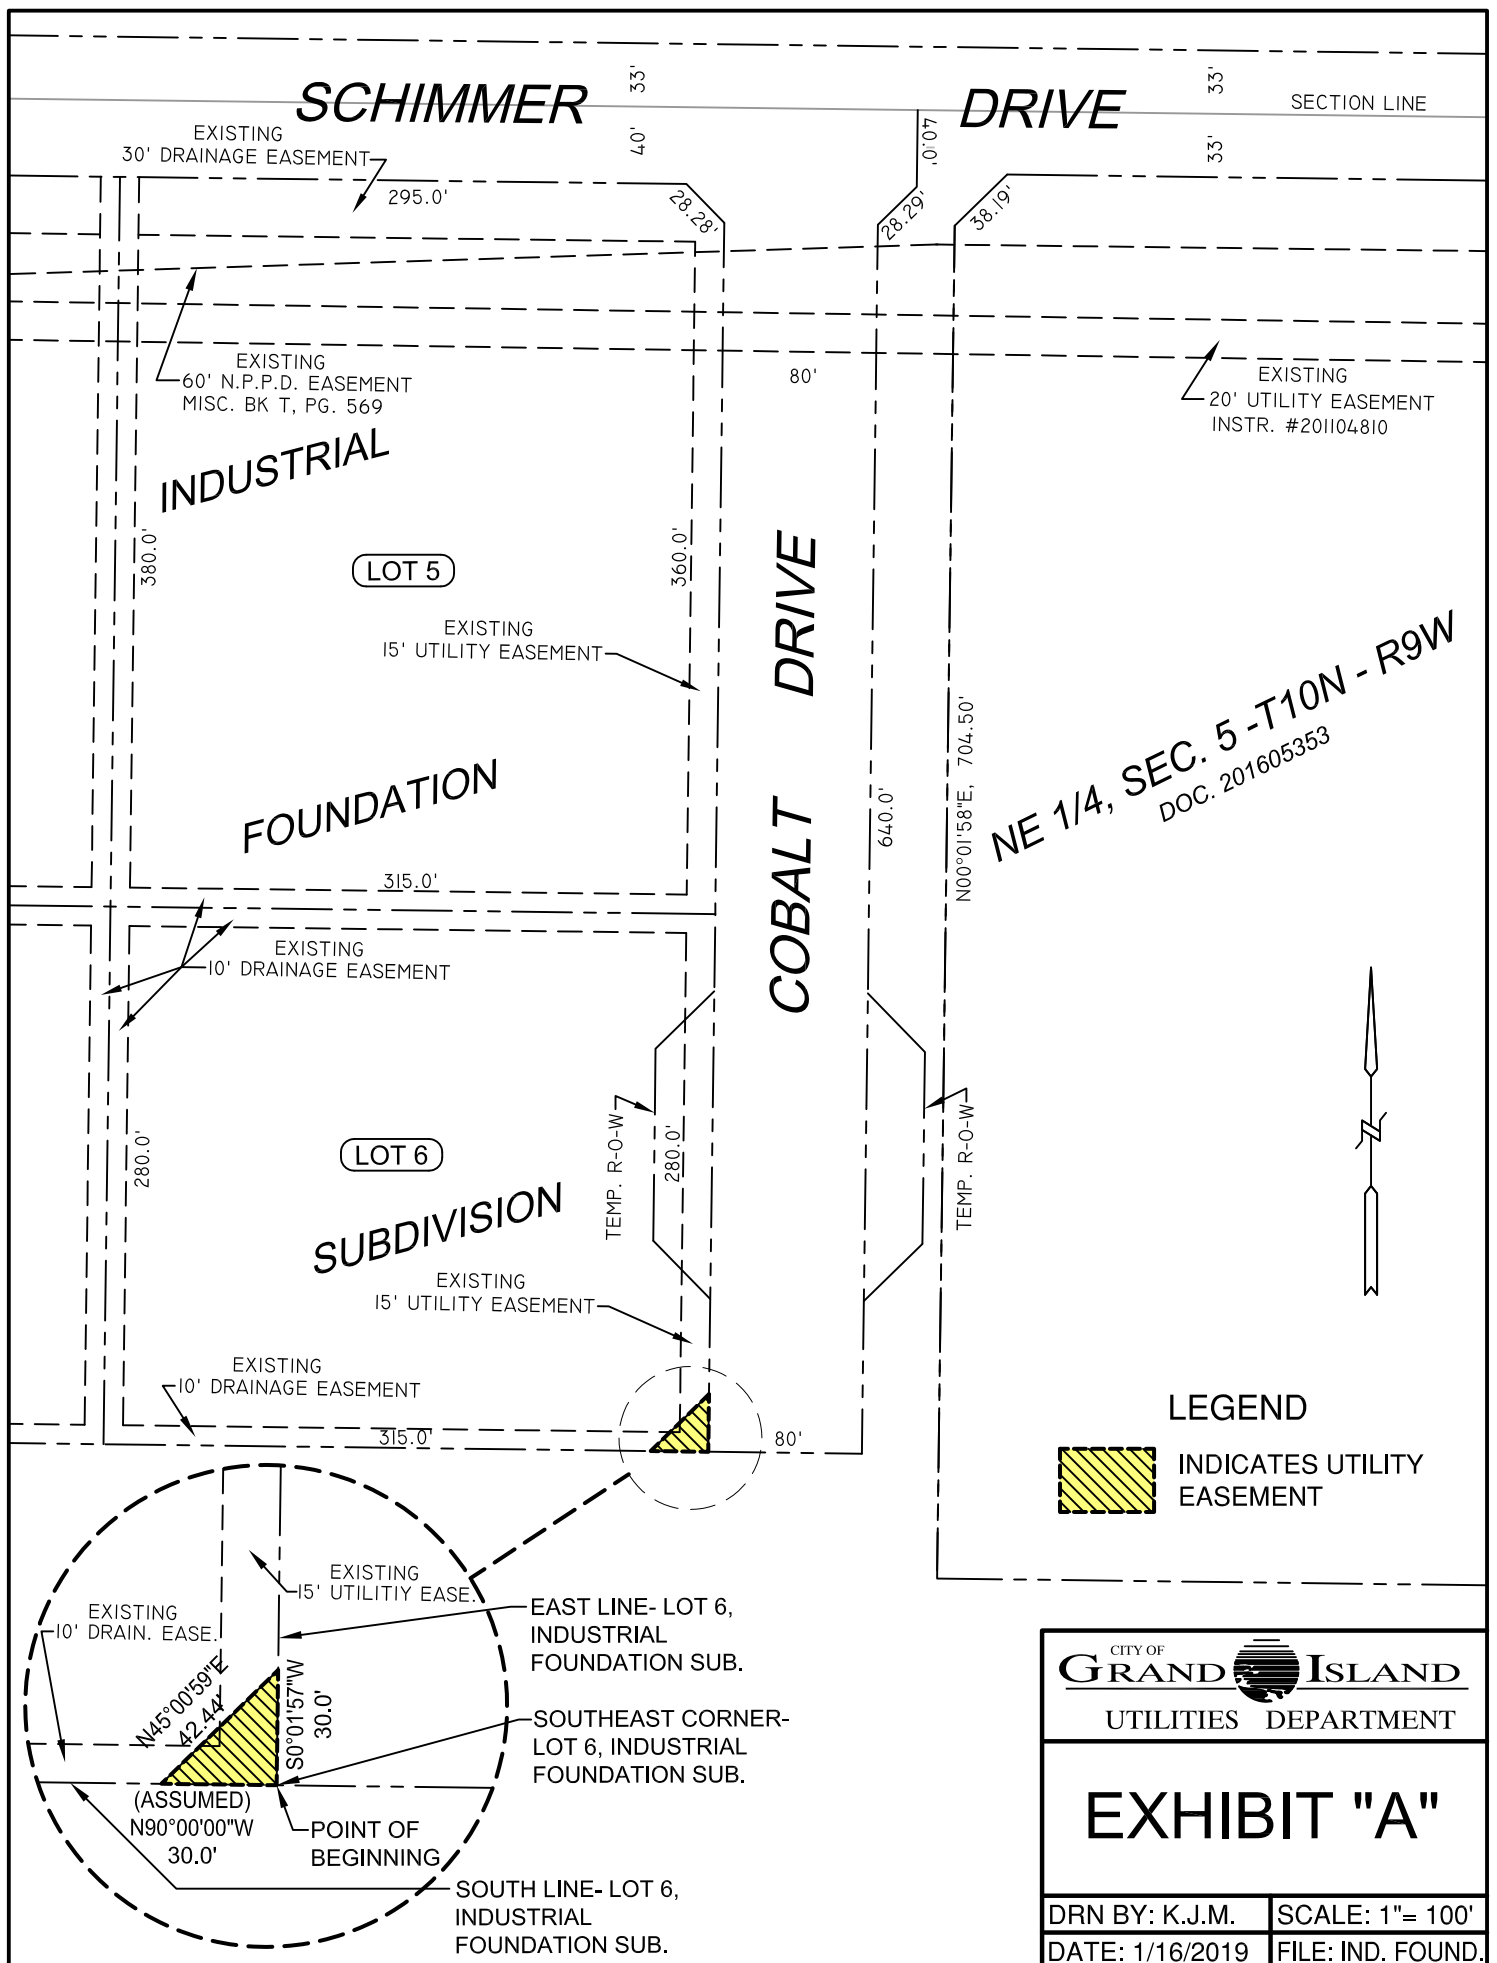 SCHIMMER DRIVE
33'
33'
SECTION LINE
40'
40.0'
33'
EXISTING
30' DRAINAGE EASEMENT
295.0'
28.28'
28.29'
38.19'
EXISTING
60' N.P.P.D. EASEMENT
MISC. BK T, PG. 569
80'
EXISTING
20' UTILITY EASEMENT
INSTR. #201104810
INDUSTRIAL
380.0'
LOT 5
360.0'
EXISTING
15' UTILITY EASEMENT
COBALT DRIVE
640.0'
N00°01'58"E, 704.50'
NE 1/4, SEC. 5 -T10N - R9W
DOC. 201605353
FOUNDATION
315.0'
EXISTING
10' DRAINAGE EASEMENT
280.0'
LOT 6
TEMP. R-O-W
280.0'
TEMP. R-O-W
SUBDIVISION
EXISTING
15' UTILITY EASEMENT
EXISTING
10' DRAINAGE EASEMENT
315.0'
80'
LEGEND
INDICATES UTILITY
EASEMENT
EXISTING
15' UTILITIY EASE.
EXISTING
10' DRAIN. EASE.
N45°00'59"E
42.44'
S0°01'57"W
30.0'
(ASSUMED)
N90°00'00"W
30.0'
POINT OF
BEGINNING
EAST LINE- LOT 6,
INDUSTRIAL
FOUNDATION SUB.
SOUTHEAST CORNER-
LOT 6, INDUSTRIAL
FOUNDATION SUB.
SOUTH LINE- LOT 6,
INDUSTRIAL
FOUNDATION SUB.
CITY OF
GRAND ISLAND
UTILITIES DEPARTMENT
EXHIBIT "A"
DRN BY: K.J.M.
SCALE: 1"= 100'
DATE: 1/16/2019
FILE: IND. FOUND.